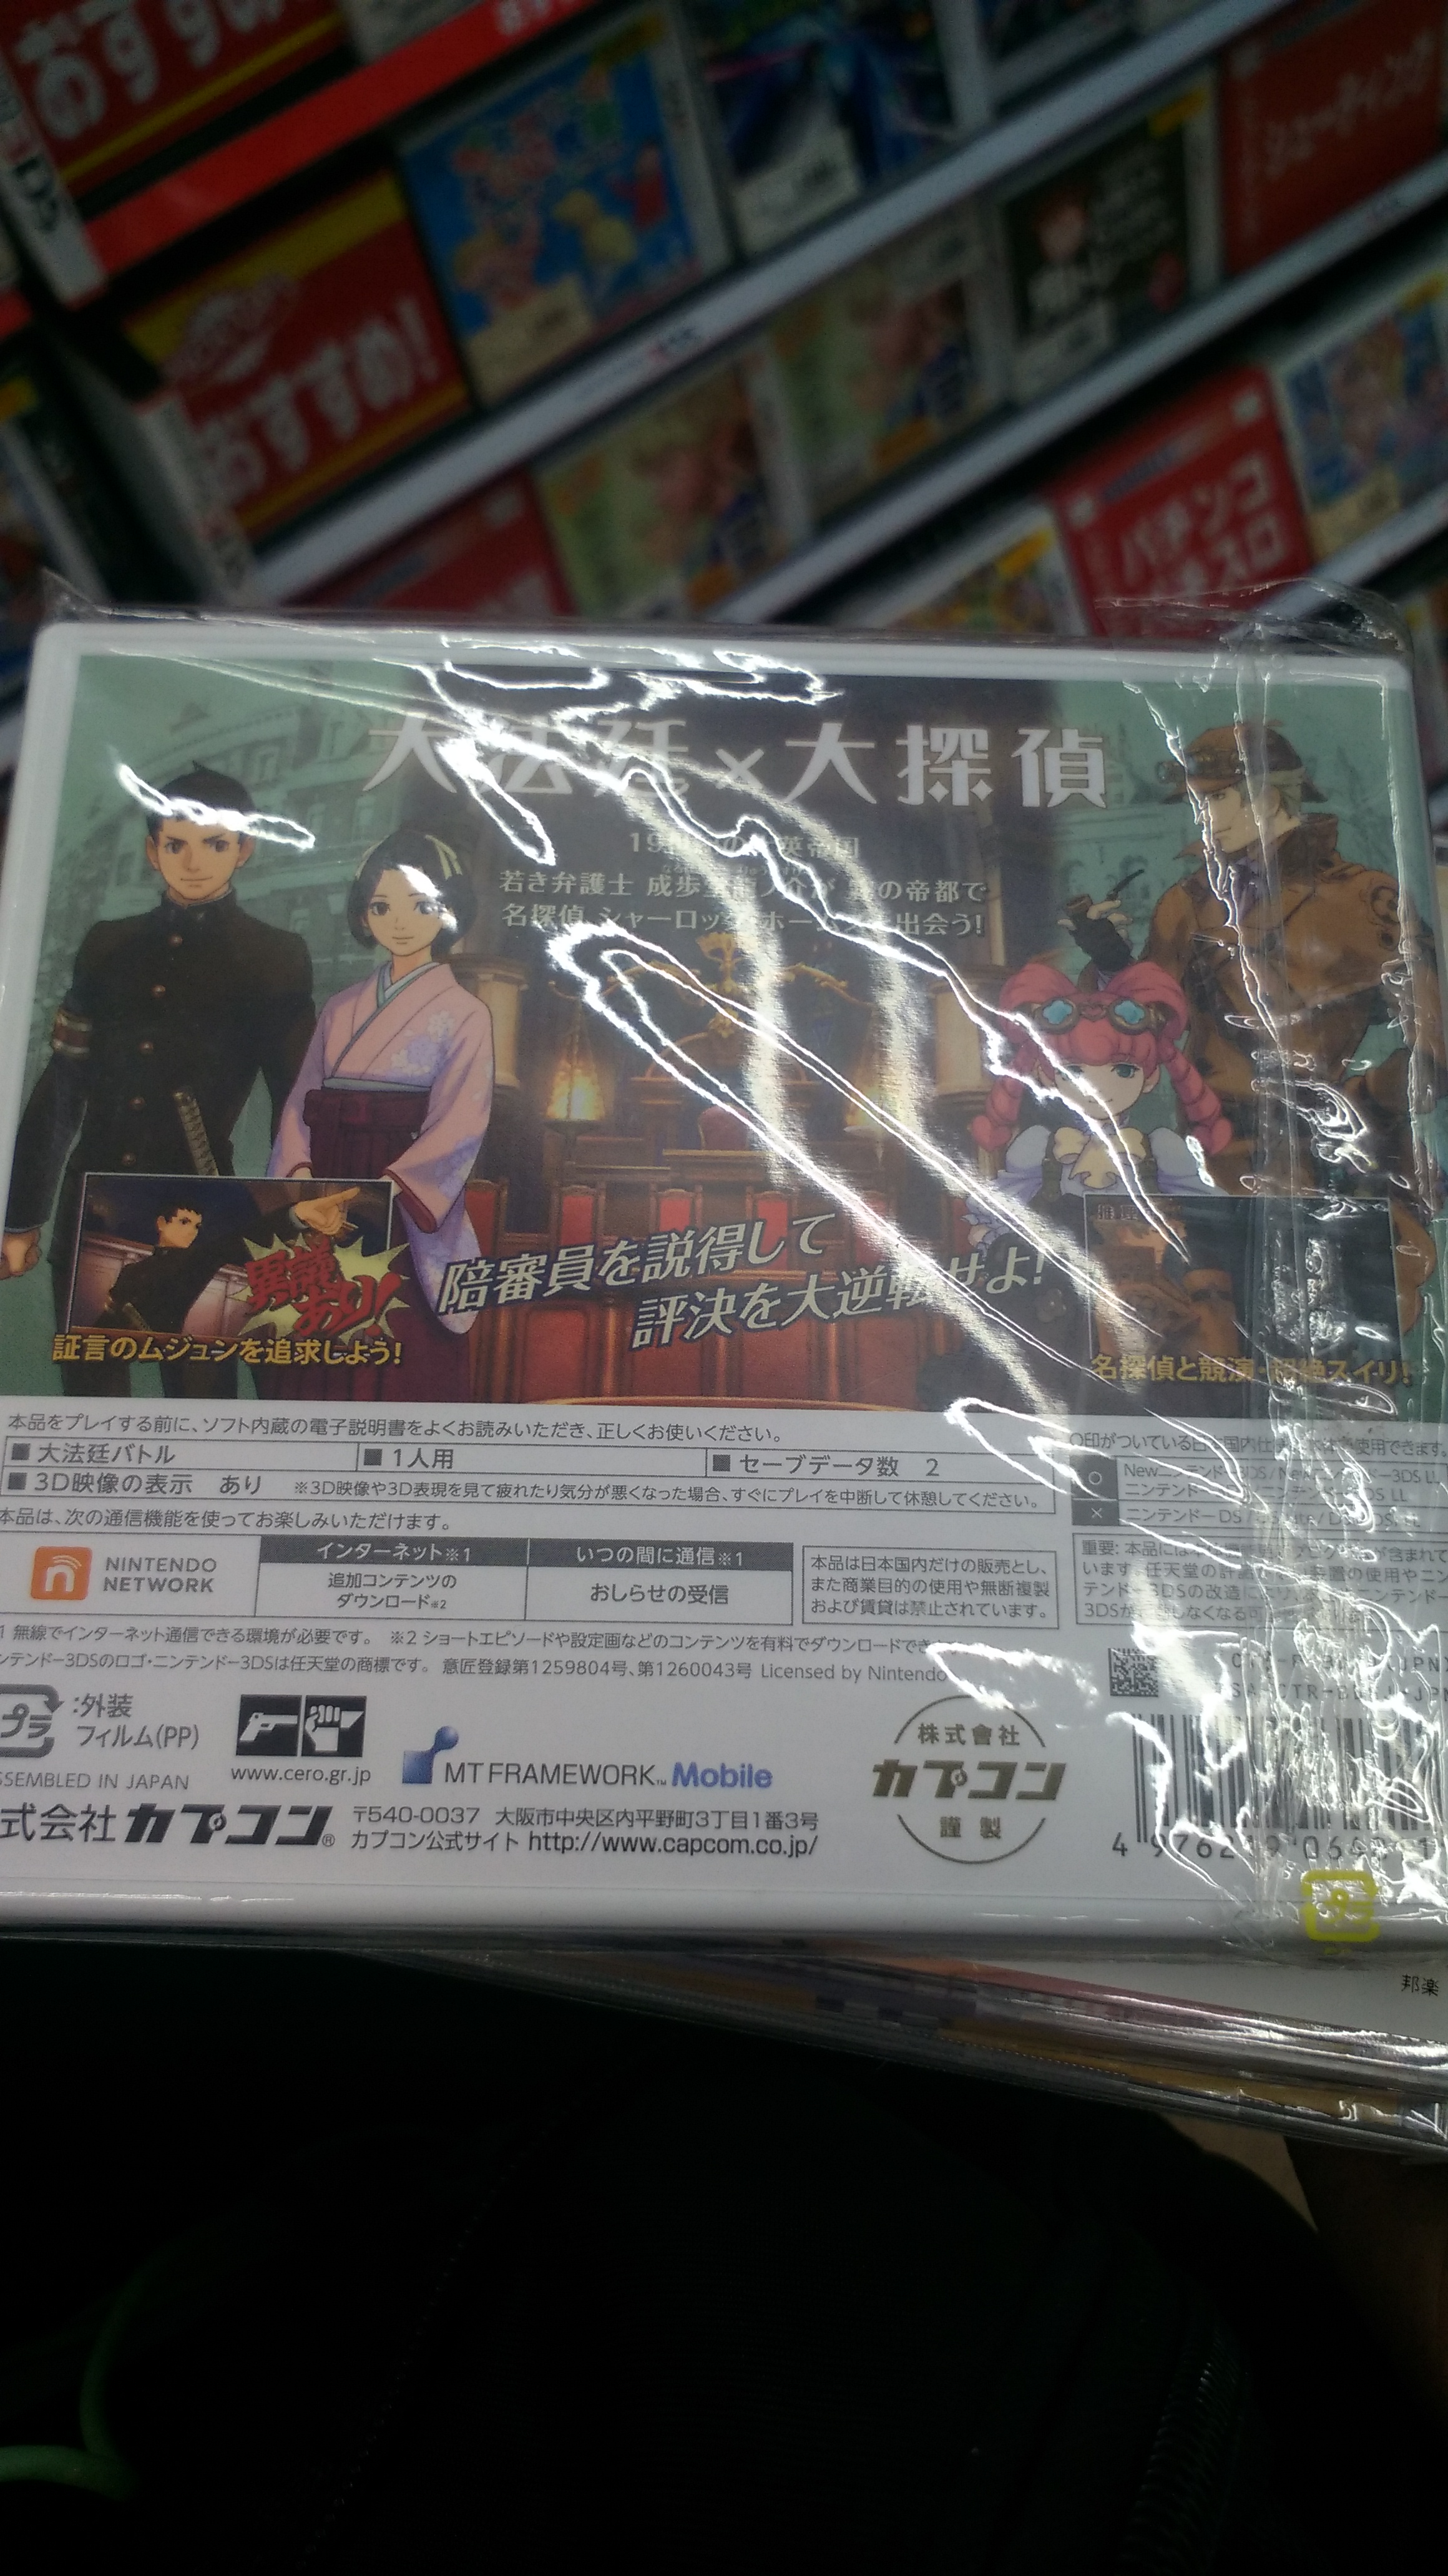 おすすめ
おすすめ!
シューティング
パチンコ
大法廷×大探偵
若き弁護士 成歩堂龍ノ介が 霧の帝都で
名探偵 シャーロック・ホームズと出会う!
異議あり!
陪審員を説得して
評決を大逆転せよ!
証言のムジュンを追求しよう!
名探偵と競演・超絶スイリ!
本品をプレイする前に、ソフト内蔵の電子説明書をよくお読みいただき、正しくお使いください。
■ 大法廷バトル ■ 1人用 ■ セーブデータ数 2
■ 3D映像の表示 あり ※3D映像や3D表現を見て疲れたり気分が悪くなった場合、すぐにプレイを中断して休憩してください。
本品は、次の通信機能を使ってお楽しみいただけます。
NINTENDO
NETWORK
インターネット※1
追加コンテンツの
ダウンロード※2
いつの間に通信※1
おしらせの受信
本品は日本国内だけの販売とし、
また商業目的の使用や無断複製
および賃貸は禁止されています。
1 無線でインターネット通信できる環境が必要です。 ※2 ショートエピソードや設定画などのコンテンツを有料でダウンロードでき
ンテンドー3DSのロゴ・ニンテンドー3DSは任天堂の商標です。 意匠登録第1259804号、第1260043号 Licensed by Nintendo
プラ
:外装
フィルム(PP)
SSEMBLED IN JAPAN
www.cero.gr.jp
MT FRAMEWORK™ Mobile
株式會社
カプコン
謹製
式会社カプコン®
〒540-0037 大阪市中央区内平野町3丁目1番3号
カプコン公式サイト http://www.capcom.co.jp/
邦楽